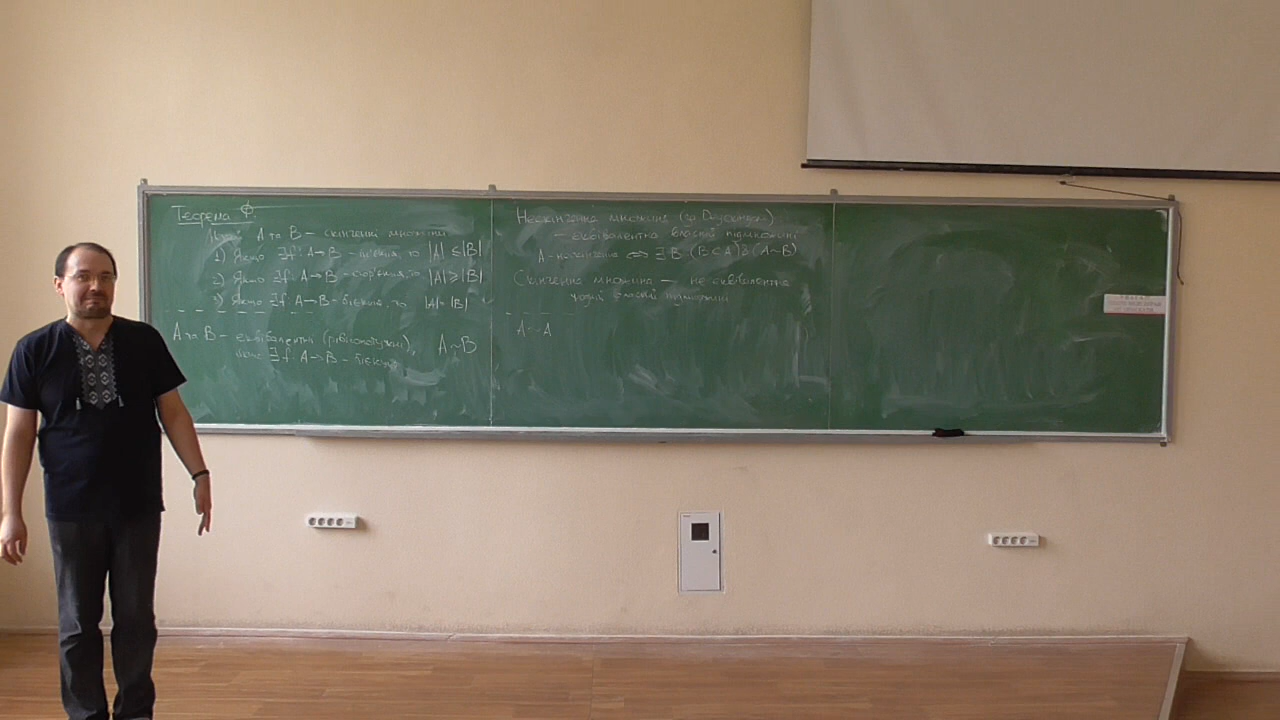 Теорема Ф.
Нехай A та B – скінченні множини
1) Якщо ∃f: A→B – ін'єкція, то |A| ≤ |B|
2) Якщо ∃f: A→B – сюр'єкція, то |A| ≥ |B|
3) Якщо ∃f: A→B – бієкція, то |A| = |B|
A та B – еквівалентні (рівнопотужні),
якщо ∃f: A→B – бієкція, A~B
Нескінченна множина (за Дедекіндом)
– еквівалентна власній підмножині
A – нескінченна ⇔ ∃B (B⊂A) & (A~B)
Скінченна множина – не еквівалентна
жодній власній підмножині
A~A